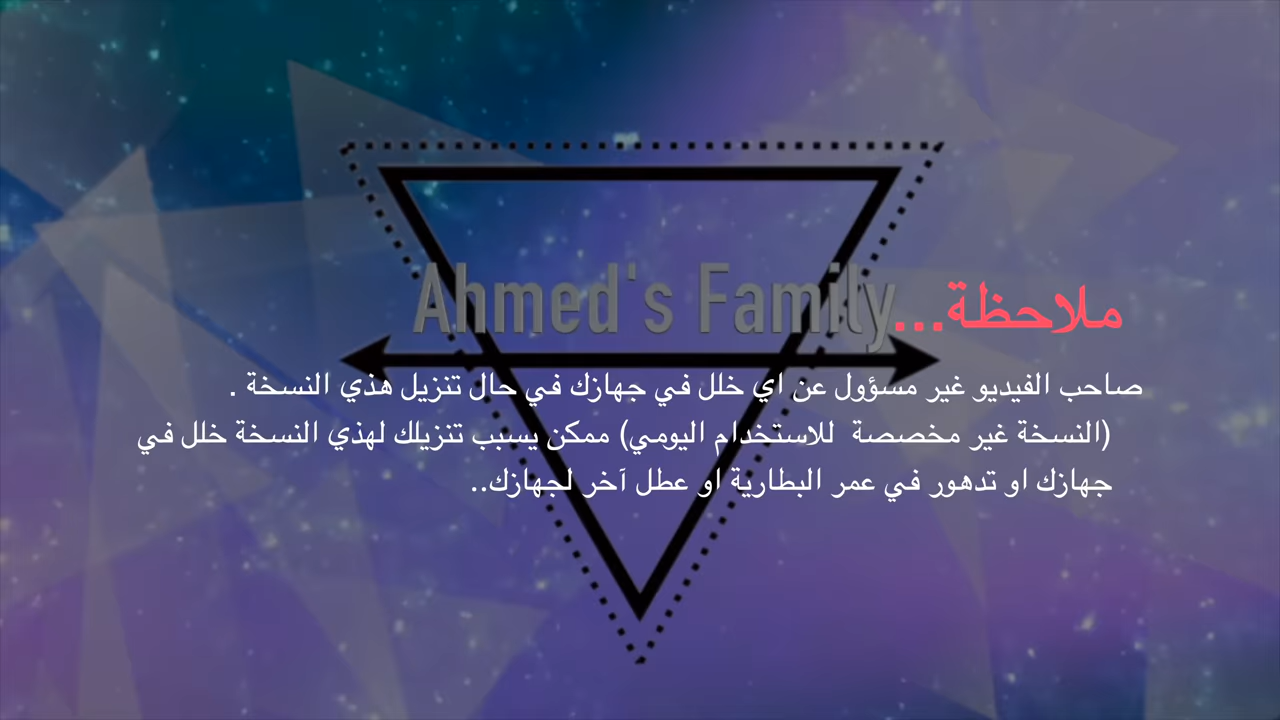 Ahmed's Family
ملاحظة...
صاحب الفيديو غير مسؤول عن اي خلل في جهازك في حال تنزيل هذي النسخة .
(النسخة غير مخصصة للاستخدام اليومي) ممكن يسبب تنزيلك لهذي النسخة خلل في
جهازك او تدهور في عمر البطارية او عطل آخر لجهازك..